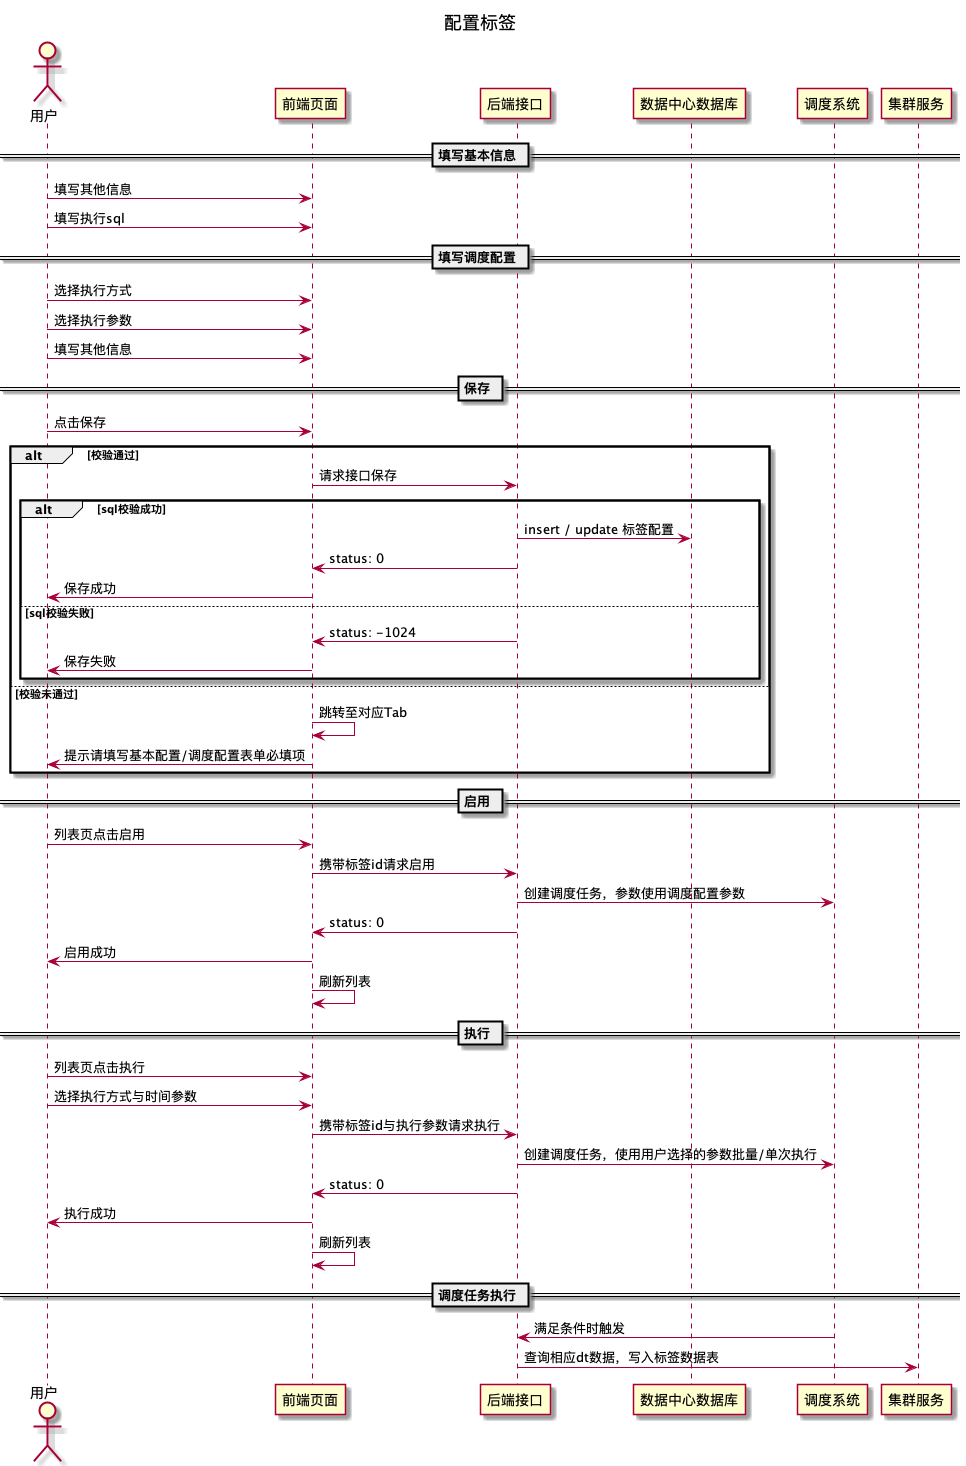 配置标签
用户
前端页面
后端接口
数据中心数据库
调度系统
集群服务
填写基本信息
填写其他信息
填写执行sql
填写调度配置
选择执行方式
选择执行参数
填写其他信息
保存
点击保存
alt [校验通过]
请求接口保存
alt [sql校验成功]
insert / update 标签配置
status: 0
保存成功
[sql校验失败]
status: -1024
保存失败
[校验未通过]
跳转至对应Tab
提示请填写基本配置/调度配置表单必填项
启用
列表页点击启用
携带标签id请求启用
创建调度任务，参数使用调度配置参数
status: 0
启用成功
刷新列表
执行
列表页点击执行
选择执行方式与时间参数
携带标签id与执行参数请求执行
创建调度任务，使用用户选择的参数批量/单次执行
status: 0
执行成功
刷新列表
调度任务执行
满足条件时触发
查询相应dt数据，写入标签数据表
用户
前端页面
后端接口
数据中心数据库
调度系统
集群服务